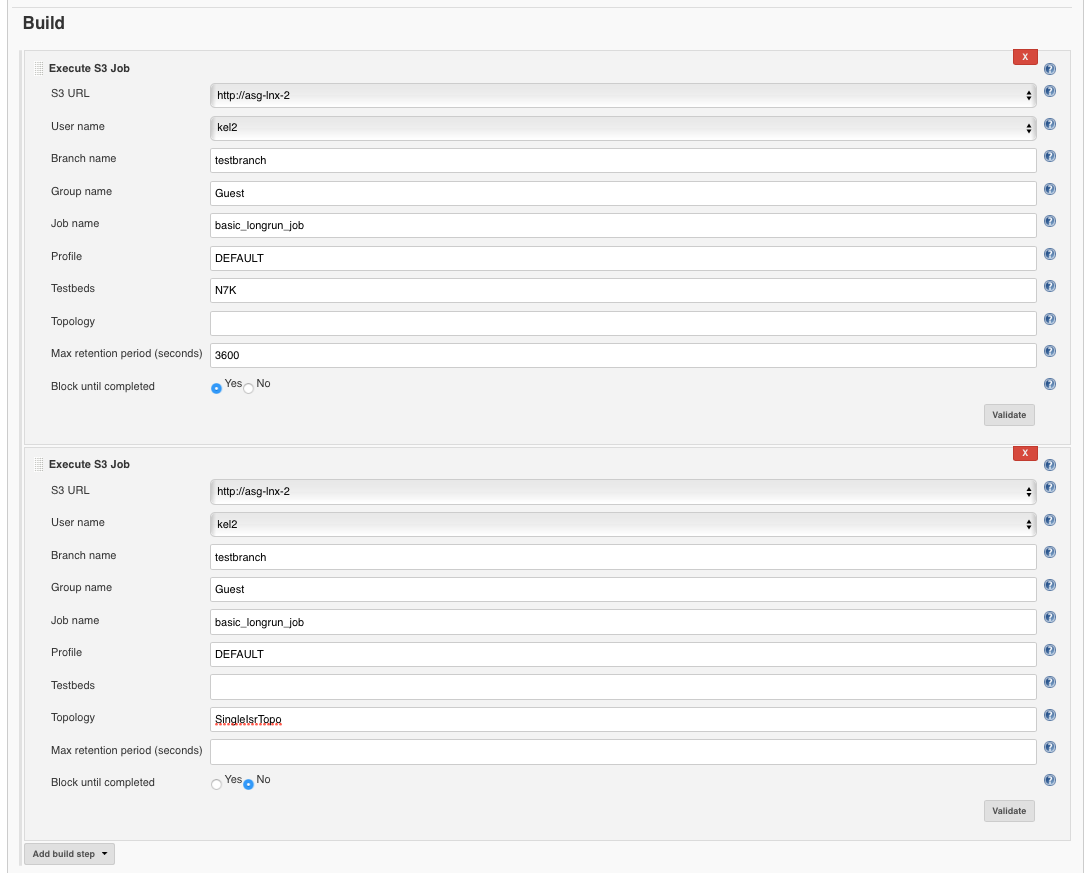 Build
X
Execute S3 Job
S3 URL http://asg-lnx-2
User name kel2
Branch name testbranch
Group name Guest
Job name basic_longrun_job
Profile DEFAULT
Testbeds N7K
Topology
Max retention period (seconds) 3600
Block until completed Yes No
Validate
X
Execute S3 Job
S3 URL http://asg-lnx-2
User name kel2
Branch name testbranch
Group name Guest
Job name basic_longrun_job
Profile DEFAULT
Testbeds
Topology SingleIsrTopo
Max retention period (seconds)
Block until completed Yes No
Validate
Add build step